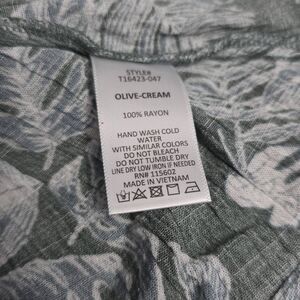 STYLE#
T16423-047
OLIVE-CREAM
100% RAYON
HAND WASH COLD
WATER
WITH SIMILAR COLORS
DO NOT BLEACH
DO NOT TUMBLE DRY
LINE DRY LOW IRON IF NEEDED
RN# 115602
MADE IN VIETNAM